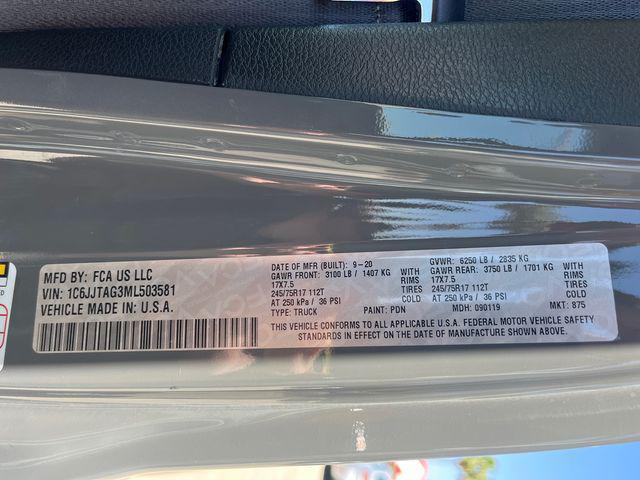 MFD BY: FCA US LLC
VIN: 1C6JJTAG3ML503581
VEHICLE MADE IN: U.S.A.
DATE OF MFR (BUILT): 9-20
GAWR FRONT: 3100 LB / 1407 KG WITH
17X7.5 RIMS
245/75R17 112T TIRES
AT 250 kPa / 36 PSI
TYPE: TRUCK
GVWR: 6250 LB / 2835 KG
GAWR REAR: 3750 LB / 1701 KG WITH
17X7.5 RIMS
245/75R17 112T TIRES
AT 250 kPa / 36 PSI
PAINT: PDN MDH: 090119 MKT: 875
THIS VEHICLE CONFORMS TO ALL APPLICABLE U.S.A. FEDERAL MOTOR VEHICLE SAFETY
STANDARDS IN EFFECT ON THE DATE OF MANUFACTURE SHOWN ABOVE.